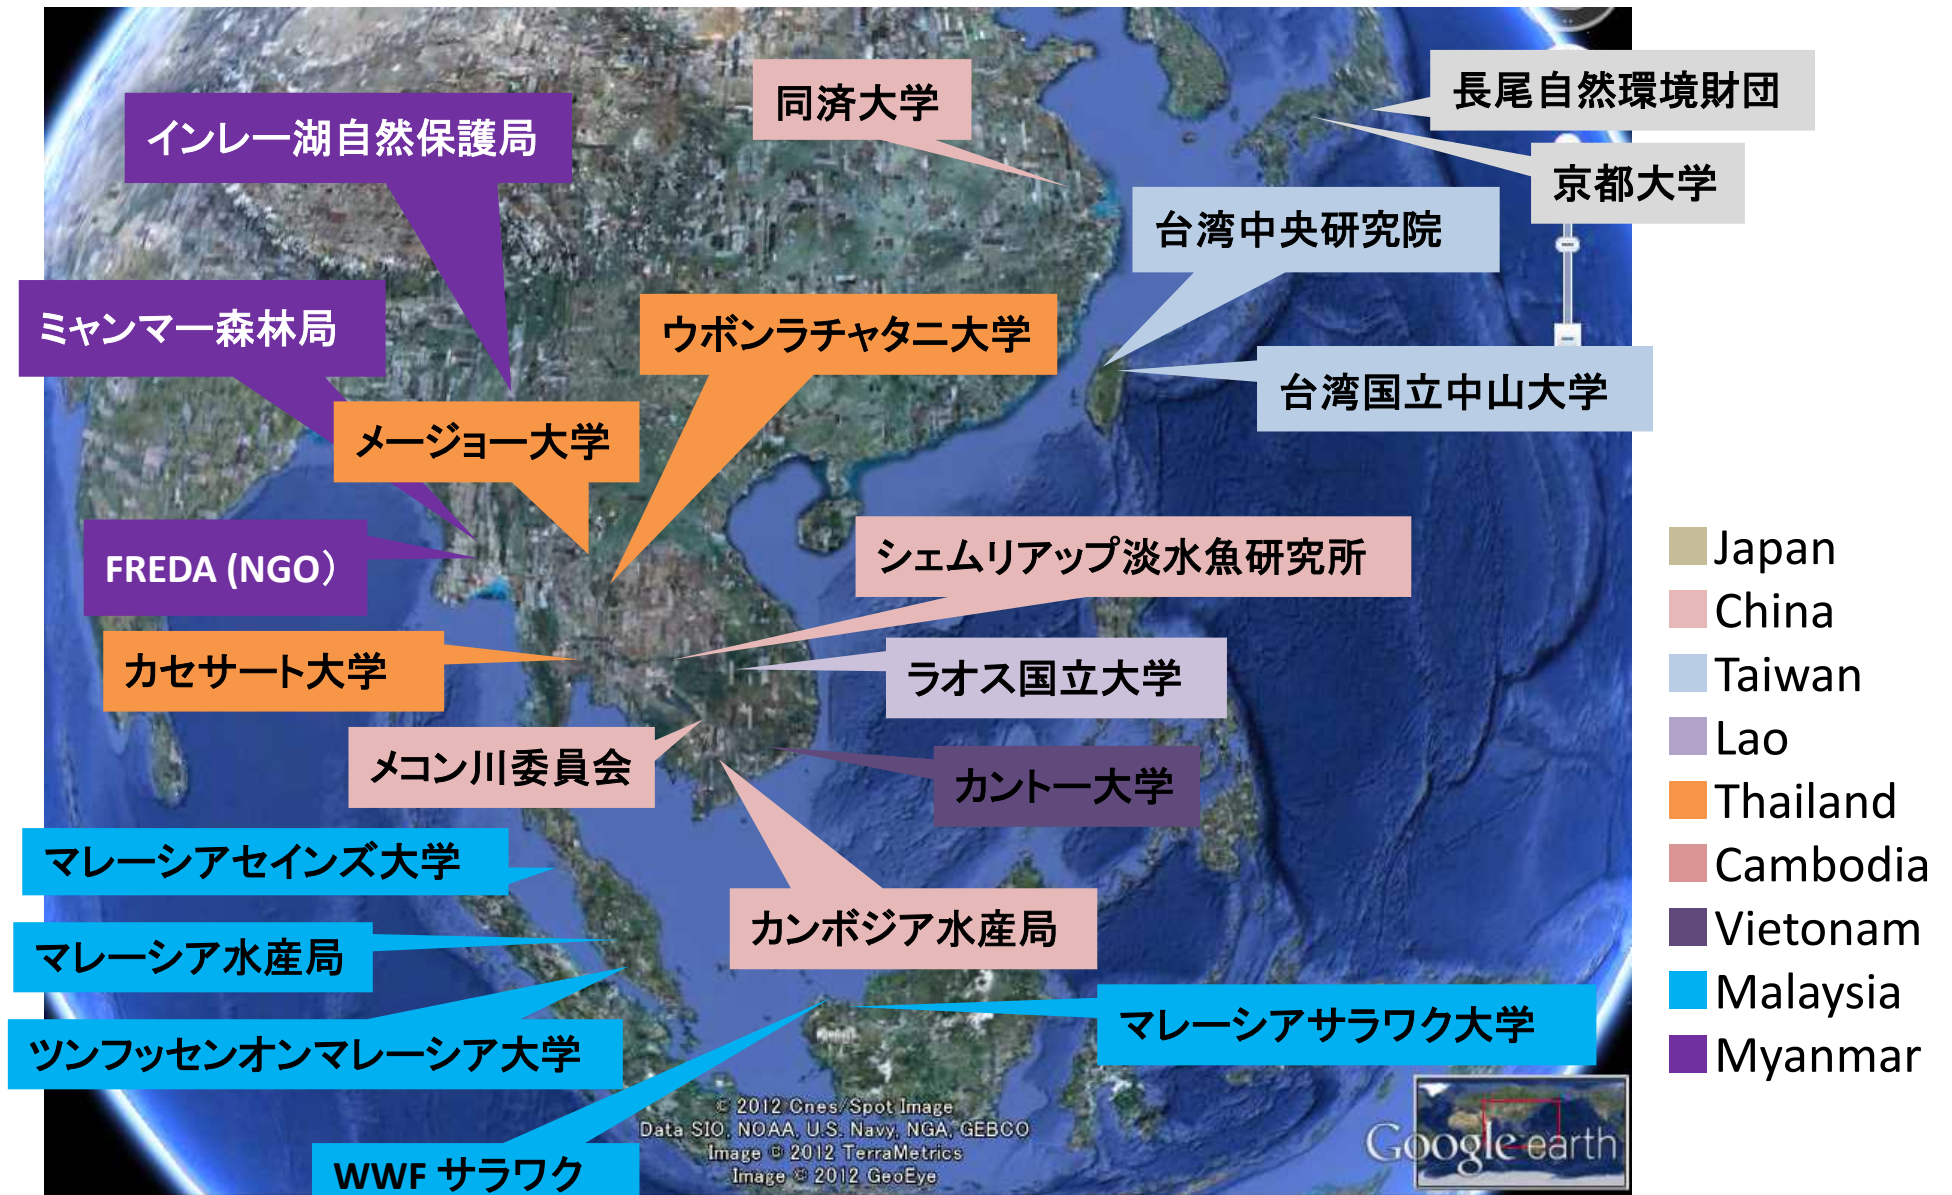 長尾自然環境財団
同済大学
インレー湖自然保護局
京都大学
台湾中央研究院
ミャンマー森林局
ウボンラチャタニ大学
台湾国立中山大学
メージョー大学
シェムリアップ淡水魚研究所
FREDA (NGO）
カセサート大学
ラオス国立大学
メコン川委員会
カントー大学
マレーシアセインズ大学
カンボジア水産局
マレーシア水産局
マレーシアサラワク大学
ツンフッセンオンマレーシア大学
WWF サラワク
Japan
China
Taiwan
Lao
Thailand
Cambodia
Vietonam
Malaysia
Myanmar
© 2012 Cnes/Spot Image
Data SIO, NOAA, U.S. Navy, NGA, GEBCO
Image © 2012 TerraMetrics
Image © 2012 GeoEye
Google earth